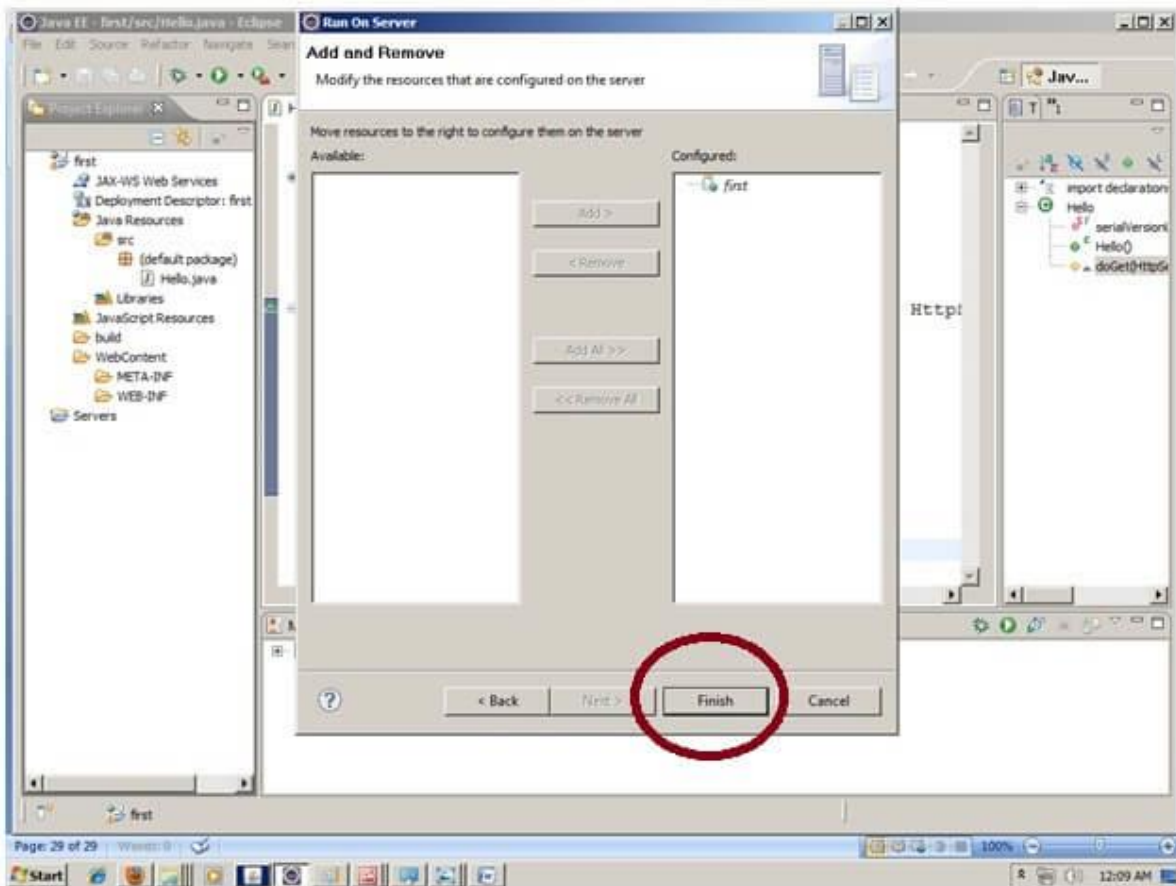 Java EE - first/src/Hello.java - Eclipse
File Edit Source Refactor Navigate
Run On Server
Add and Remove
Modify the resources that are configured on the server
Move resources to the right to configure them on the server
Available:
Configured:
first
Add >
< Remove
Add All >>
<< Remove All
< Back
Next >
Finish
Cancel
Project Explorer
first
JAX-WS Web Services
Deployment Descriptor: first
Java Resources
src
(default package)
Hello.java
Libraries
JavaScript Resources
build
WebContent
META-INF
WEB-INF
Servers
Jav...
import declaration
Hello
serialVersion
Hello()
doGet(HttpSe
first
Page: 29 of 29 Words: 0
100%
Start
12:09 AM